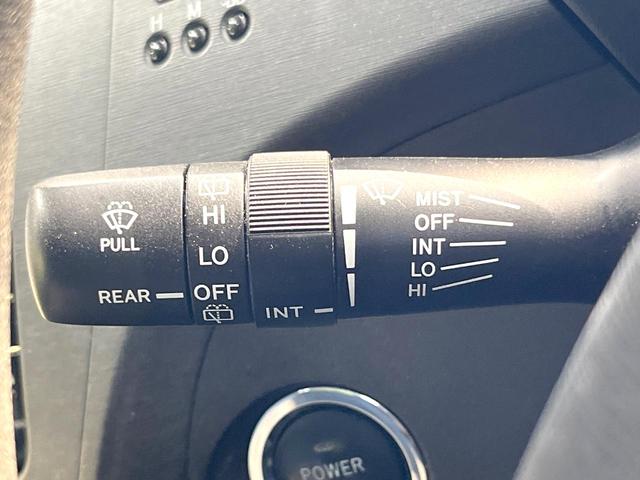 H M
HI
LO
OFF
PULL
REAR
INT
MIST
OFF
INT
LO
HI
POWER